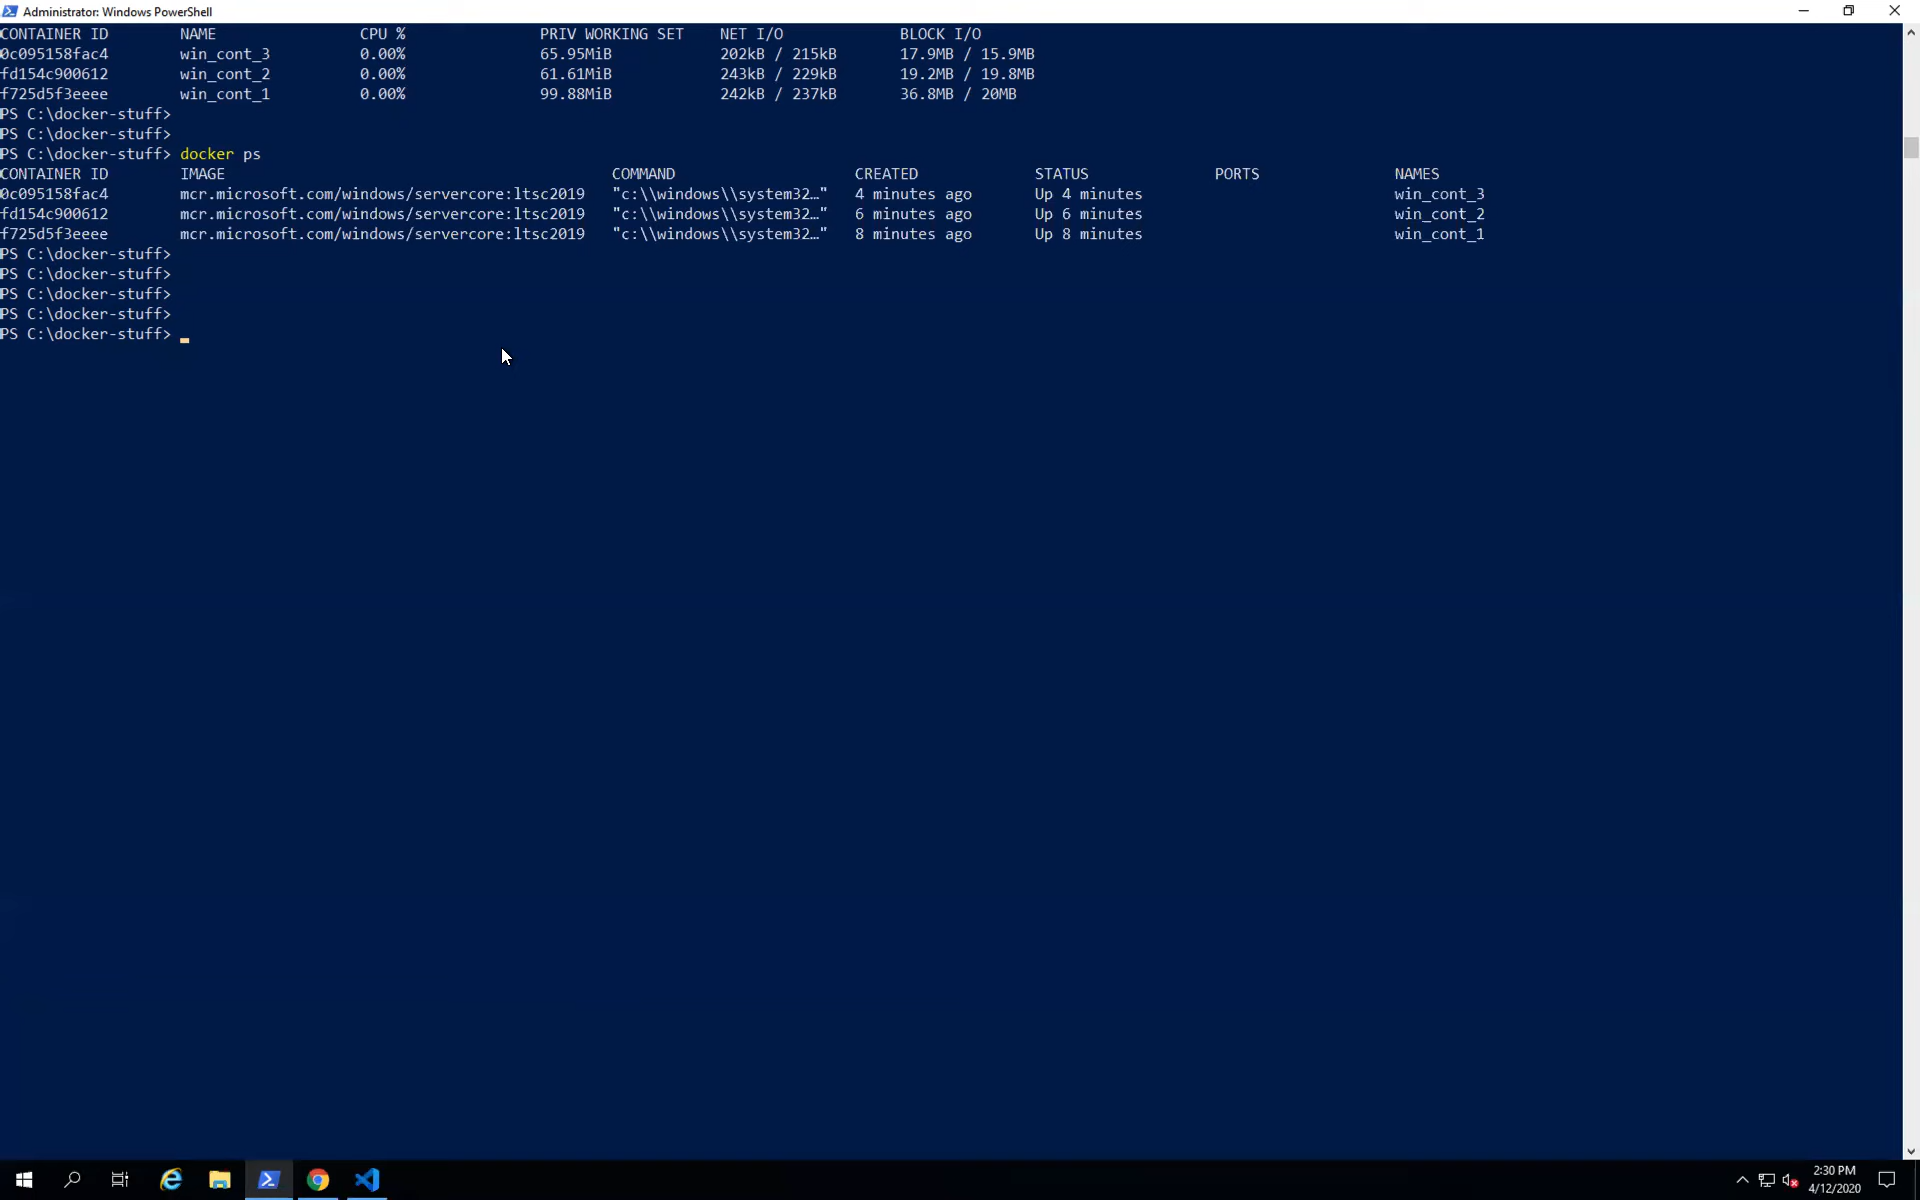 Administrator: Windows PowerShell
CONTAINER ID NAME CPU % PRIV WORKING SET NET I/O BLOCK I/O
0c095158fac4 win_cont_3 0.00% 65.95MiB 202kB / 215kB 17.9MB / 15.9MB
fd154c900612 win_cont_2 0.00% 61.61MiB 243kB / 229kB 19.2MB / 19.8MB
f725d5f3eeee win_cont_1 0.00% 99.88MiB 242kB / 237kB 36.8MB / 20MB
PS C:\docker-stuff>
PS C:\docker-stuff>
PS C:\docker-stuff> docker ps
CONTAINER ID IMAGE COMMAND CREATED STATUS PORTS NAMES
0c095158fac4 mcr.microsoft.com/windows/servercore:ltsc2019 "c:\\windows\\system32…" 4 minutes ago Up 4 minutes win_cont_3
fd154c900612 mcr.microsoft.com/windows/servercore:ltsc2019 "c:\\windows\\system32…" 6 minutes ago Up 6 minutes win_cont_2
f725d5f3eeee mcr.microsoft.com/windows/servercore:ltsc2019 "c:\\windows\\system32…" 8 minutes ago Up 8 minutes win_cont_1
PS C:\docker-stuff>
PS C:\docker-stuff>
PS C:\docker-stuff>
PS C:\docker-stuff>
PS C:\docker-stuff>
2:30 PM
4/12/2020